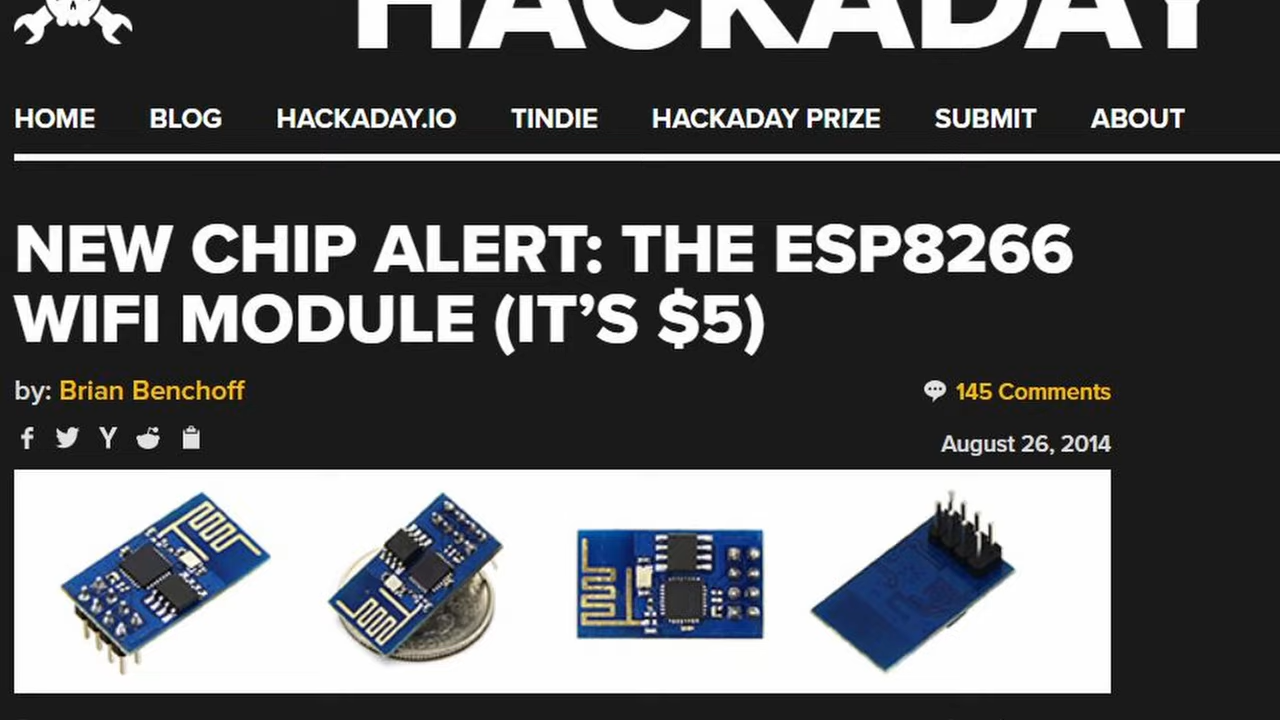 HACKADAY
HOME BLOG HACKADAY.IO TINDIE HACKADAY PRIZE SUBMIT ABOUT
NEW CHIP ALERT: THE ESP8266
WIFI MODULE (IT’S $5)
by: Brian Benchoff
145 Comments
August 26, 2014